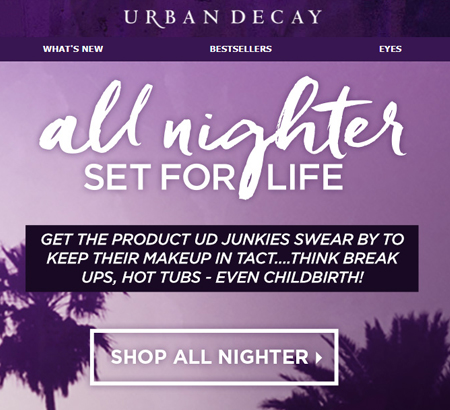 URBAN DECAY
WHAT'S NEW BESTSELLERS EYES
all nighter
SET FOR LIFE
GET THE PRODUCT UD JUNKIES SWEAR BY TO
KEEP THEIR MAKEUP IN TACT....THINK BREAK
UPS, HOT TUBS - EVEN CHILDBIRTH!
SHOP ALL NIGHTER